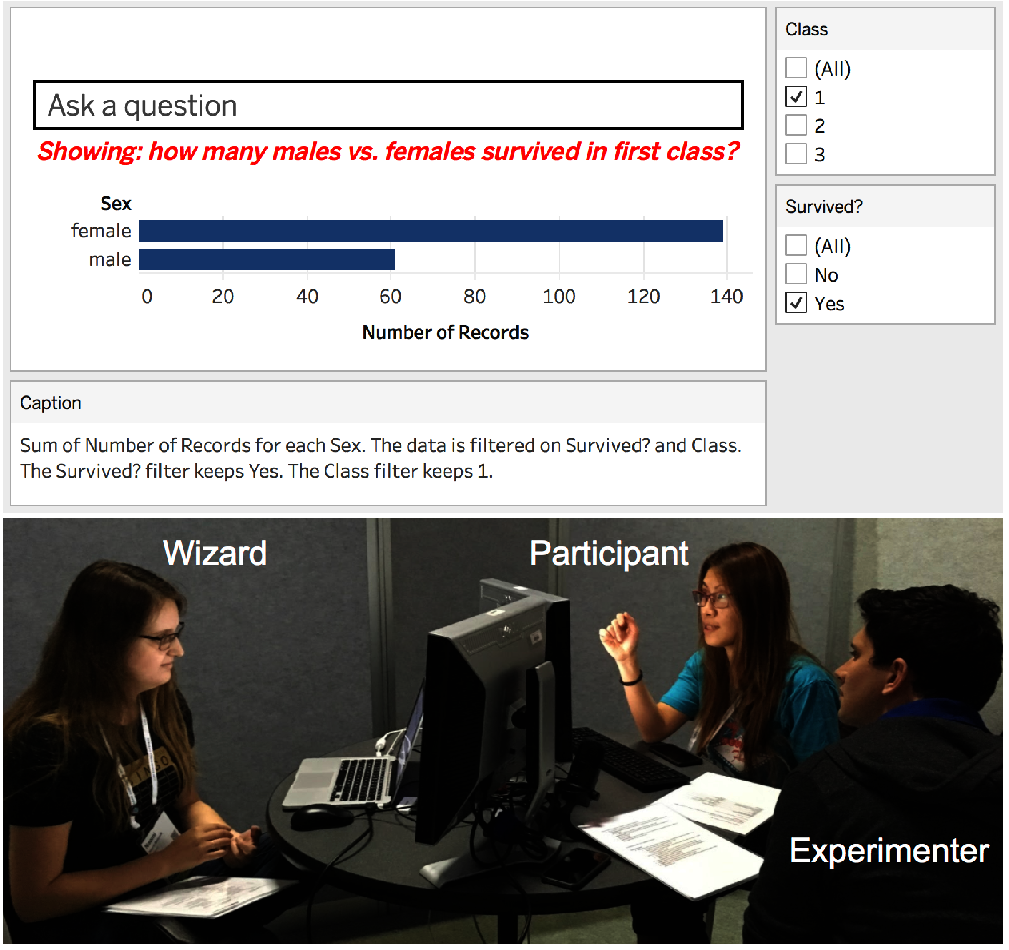 Class
(All)
1
2
3
Ask a question
Showing: how many males vs. females survived in first class?
Survived?
(All)
No
Yes
Sex
female
male
0 20 40 60 80 100 120 140
Number of Records
Caption
Sum of Number of Records for each Sex. The data is filtered on Survived? and Class.
The Survived? filter keeps Yes. The Class filter keeps 1.
Wizard
Participant
Experimenter